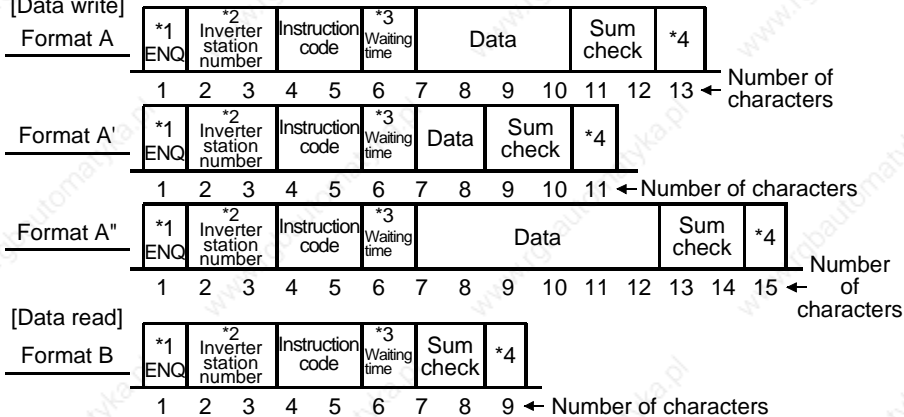 [Data write]
Format A
*1 ENQ
*2 Inverter station number
Instruction code
*3 Waiting time
Data
Sum check
*4
1 2 3 4 5 6 7 8 9 10 11 12 13 ← Number of characters
Format A'
*1 ENQ
*2 Inverter station number
Instruction code
*3 Waiting time
Data
Sum check
*4
1 2 3 4 5 6 7 8 9 10 11 ← Number of characters
Format A"
*1 ENQ
*2 Inverter station number
Instruction code
*3 Waiting time
Data
Sum check
*4
1 2 3 4 5 6 7 8 9 10 11 12 13 14 15 ← Number of characters
[Data read]
Format B
*1 ENQ
*2 Inverter station number
Instruction code
*3 Waiting time
Sum check
*4
1 2 3 4 5 6 7 8 9 ← Number of characters